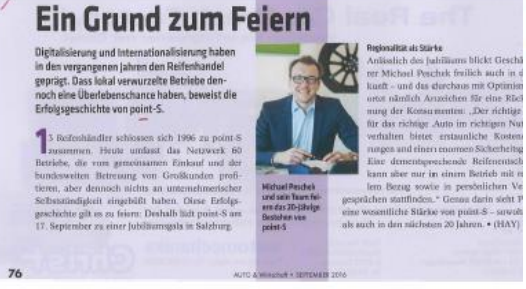 Ein Grund zum Feiern
Digitalisierung und Internationalisierung haben
in den vergangenen Jahren den Reifenhandel
geprägt. Dass lokal verwurzelte Betriebe den-
noch eine Überlebenschance haben, beweist die
Erfolgsgeschichte von point-S.
15 Reifenhändler schlossen sich 1996 zu point-S
zusammen. Heute umfasst das Netzwerk 60
Betriebe, die vom gemeinsamen Einkauf und der
bundesweiten Betreuung von Großkunden profi-
tieren, aber dennoch nichts an unternehmerischer
Selbstständigkeit eingebüßt haben. Diese Erfolgs-
geschichte gilt es zu feiern: Deshalb lädt point-S am
17. September zu einer Jubiläumsgala in Salzburg.
Michael Peschek
und sein Team fei-
ern das 20-jährige
Bestehen von
point-S
Regionalität als Stärke
Anlässlich des Jubiläums blickt Geschä
rer Michael Peschek freilich auch in d
kunft – und das durchaus mit Optimism
ortet nämlich Anzeichen für eine Rück
nung der Konsumenten: „Der richtige
für das richtige Auto im richtigen Nut
verhalten bietet erstaunliche Kosten
rungen und einen enormen Sicherheits
Eine dementsprechende Reifenentsch
kann aber nur in einem Betrieb mit re
lem Bezug sowie in persönlichen Ve
gesprächen stattfinden." Genau darin sieht P
eine wesentliche Stärke von point-S – sowoh
als auch in den nächsten 20 Jahren. • (HAY)
76
AUTO & Wirtschaft • SEPTEMBER 2016